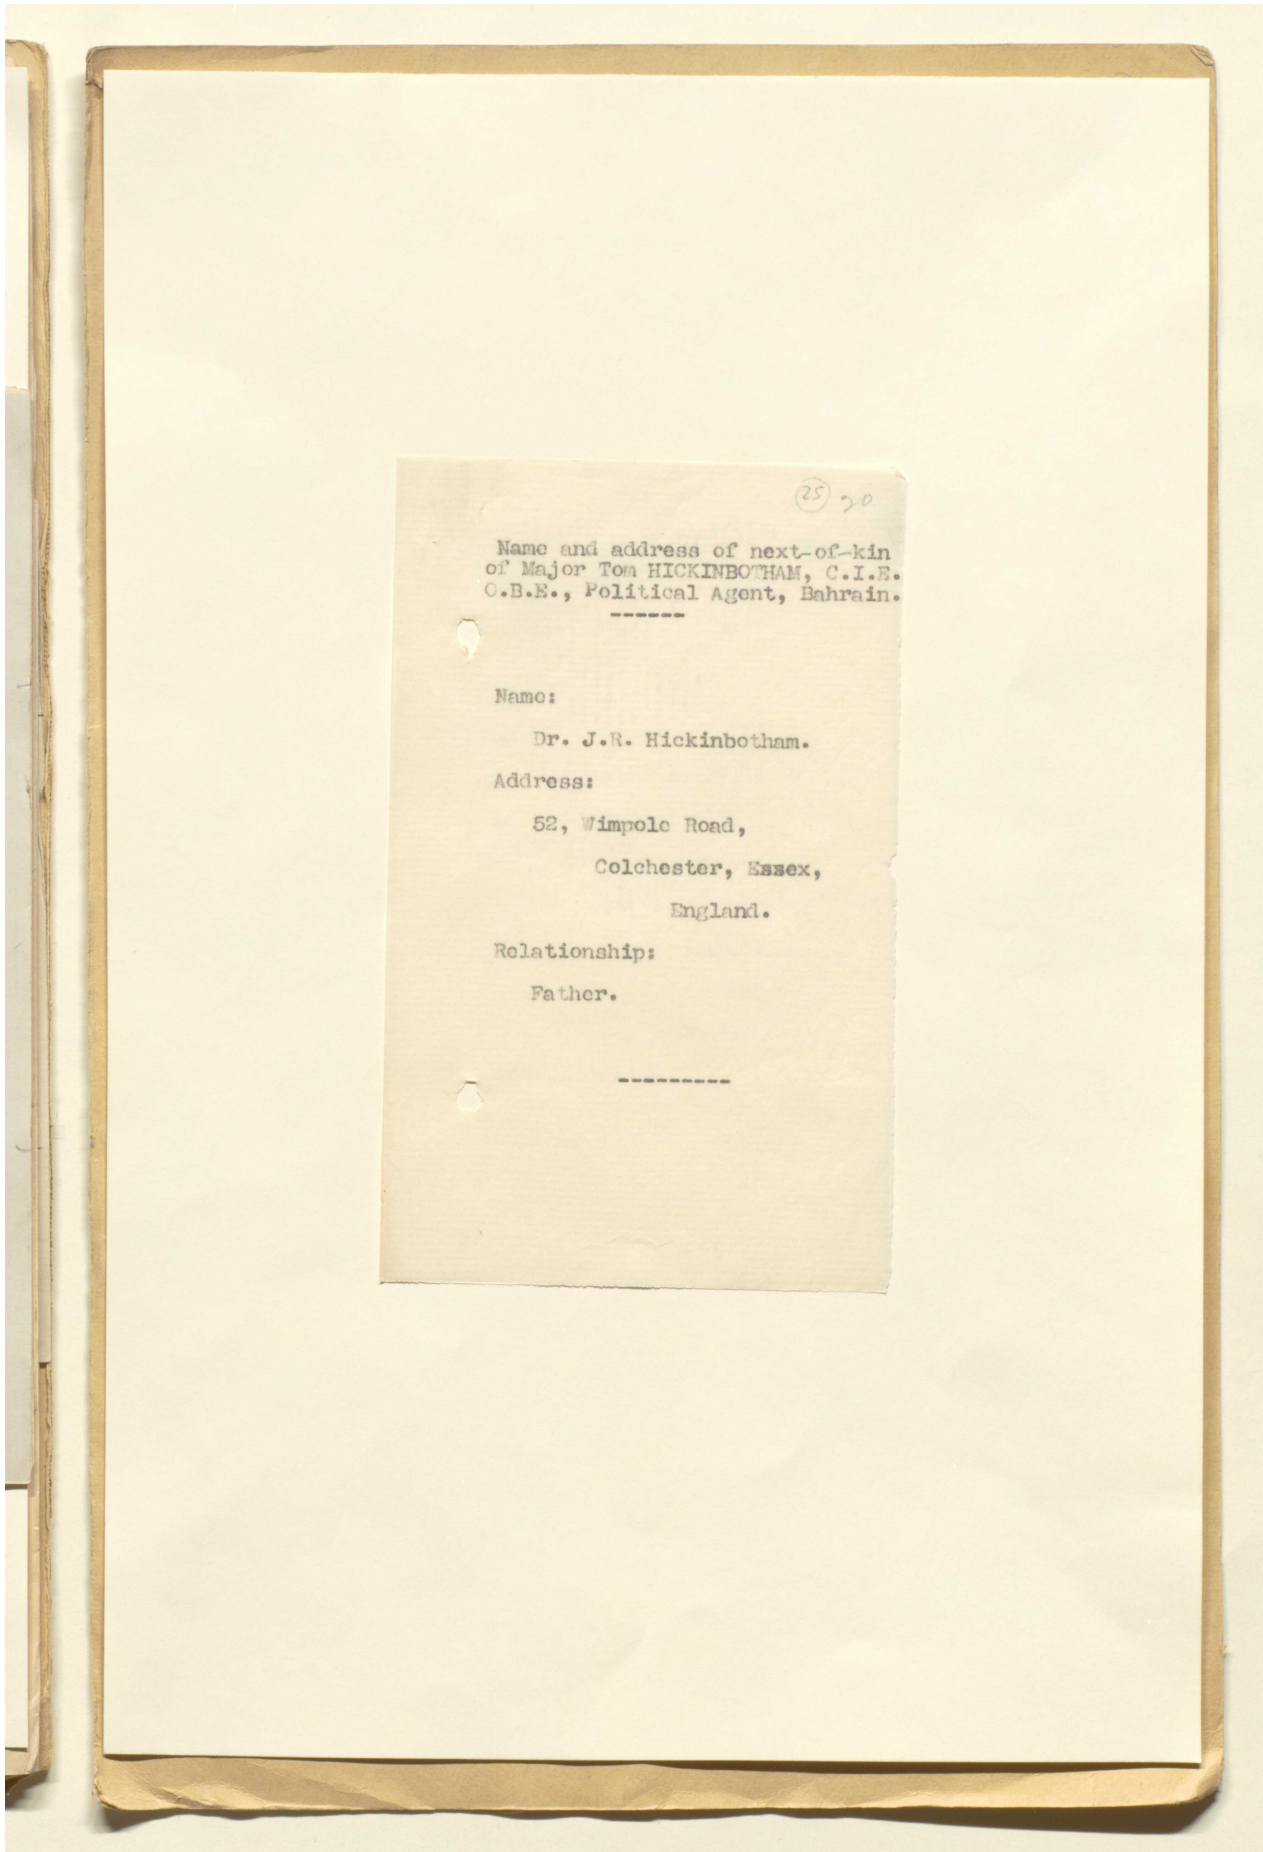 25 20
Name and address of next-of-kin
of Major Tom HICKINBOTHAM, C.I.E.
O.B.E., Political Agent, Bahrain.
------
Name:
Dr. J.R. Hickinbotham.
Address:
52, Wimpole Road,
Colchester, Essex,
England.
Relationship:
Father.
---------